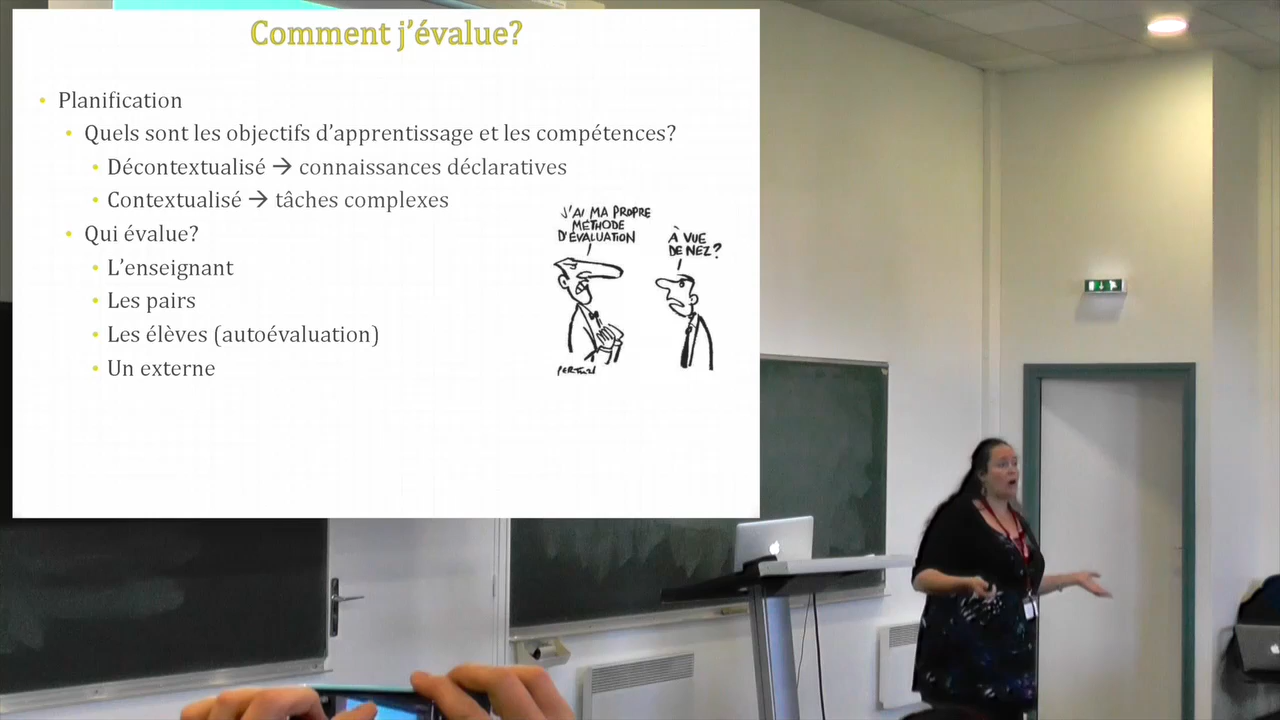 Comment j'évalue?
• Planification
• Quels sont les objectifs d'apprentissage et les compétences?
• Décontextualisé → connaissances déclaratives
• Contextualisé → tâches complexes
• Qui évalue?
• L'enseignant
• Les pairs
• Les élèves (autoévaluation)
• Un externe
J'AI MA PROPRE
MÉTHODE
D'ÉVALUATION
À VUE
DE NEZ?